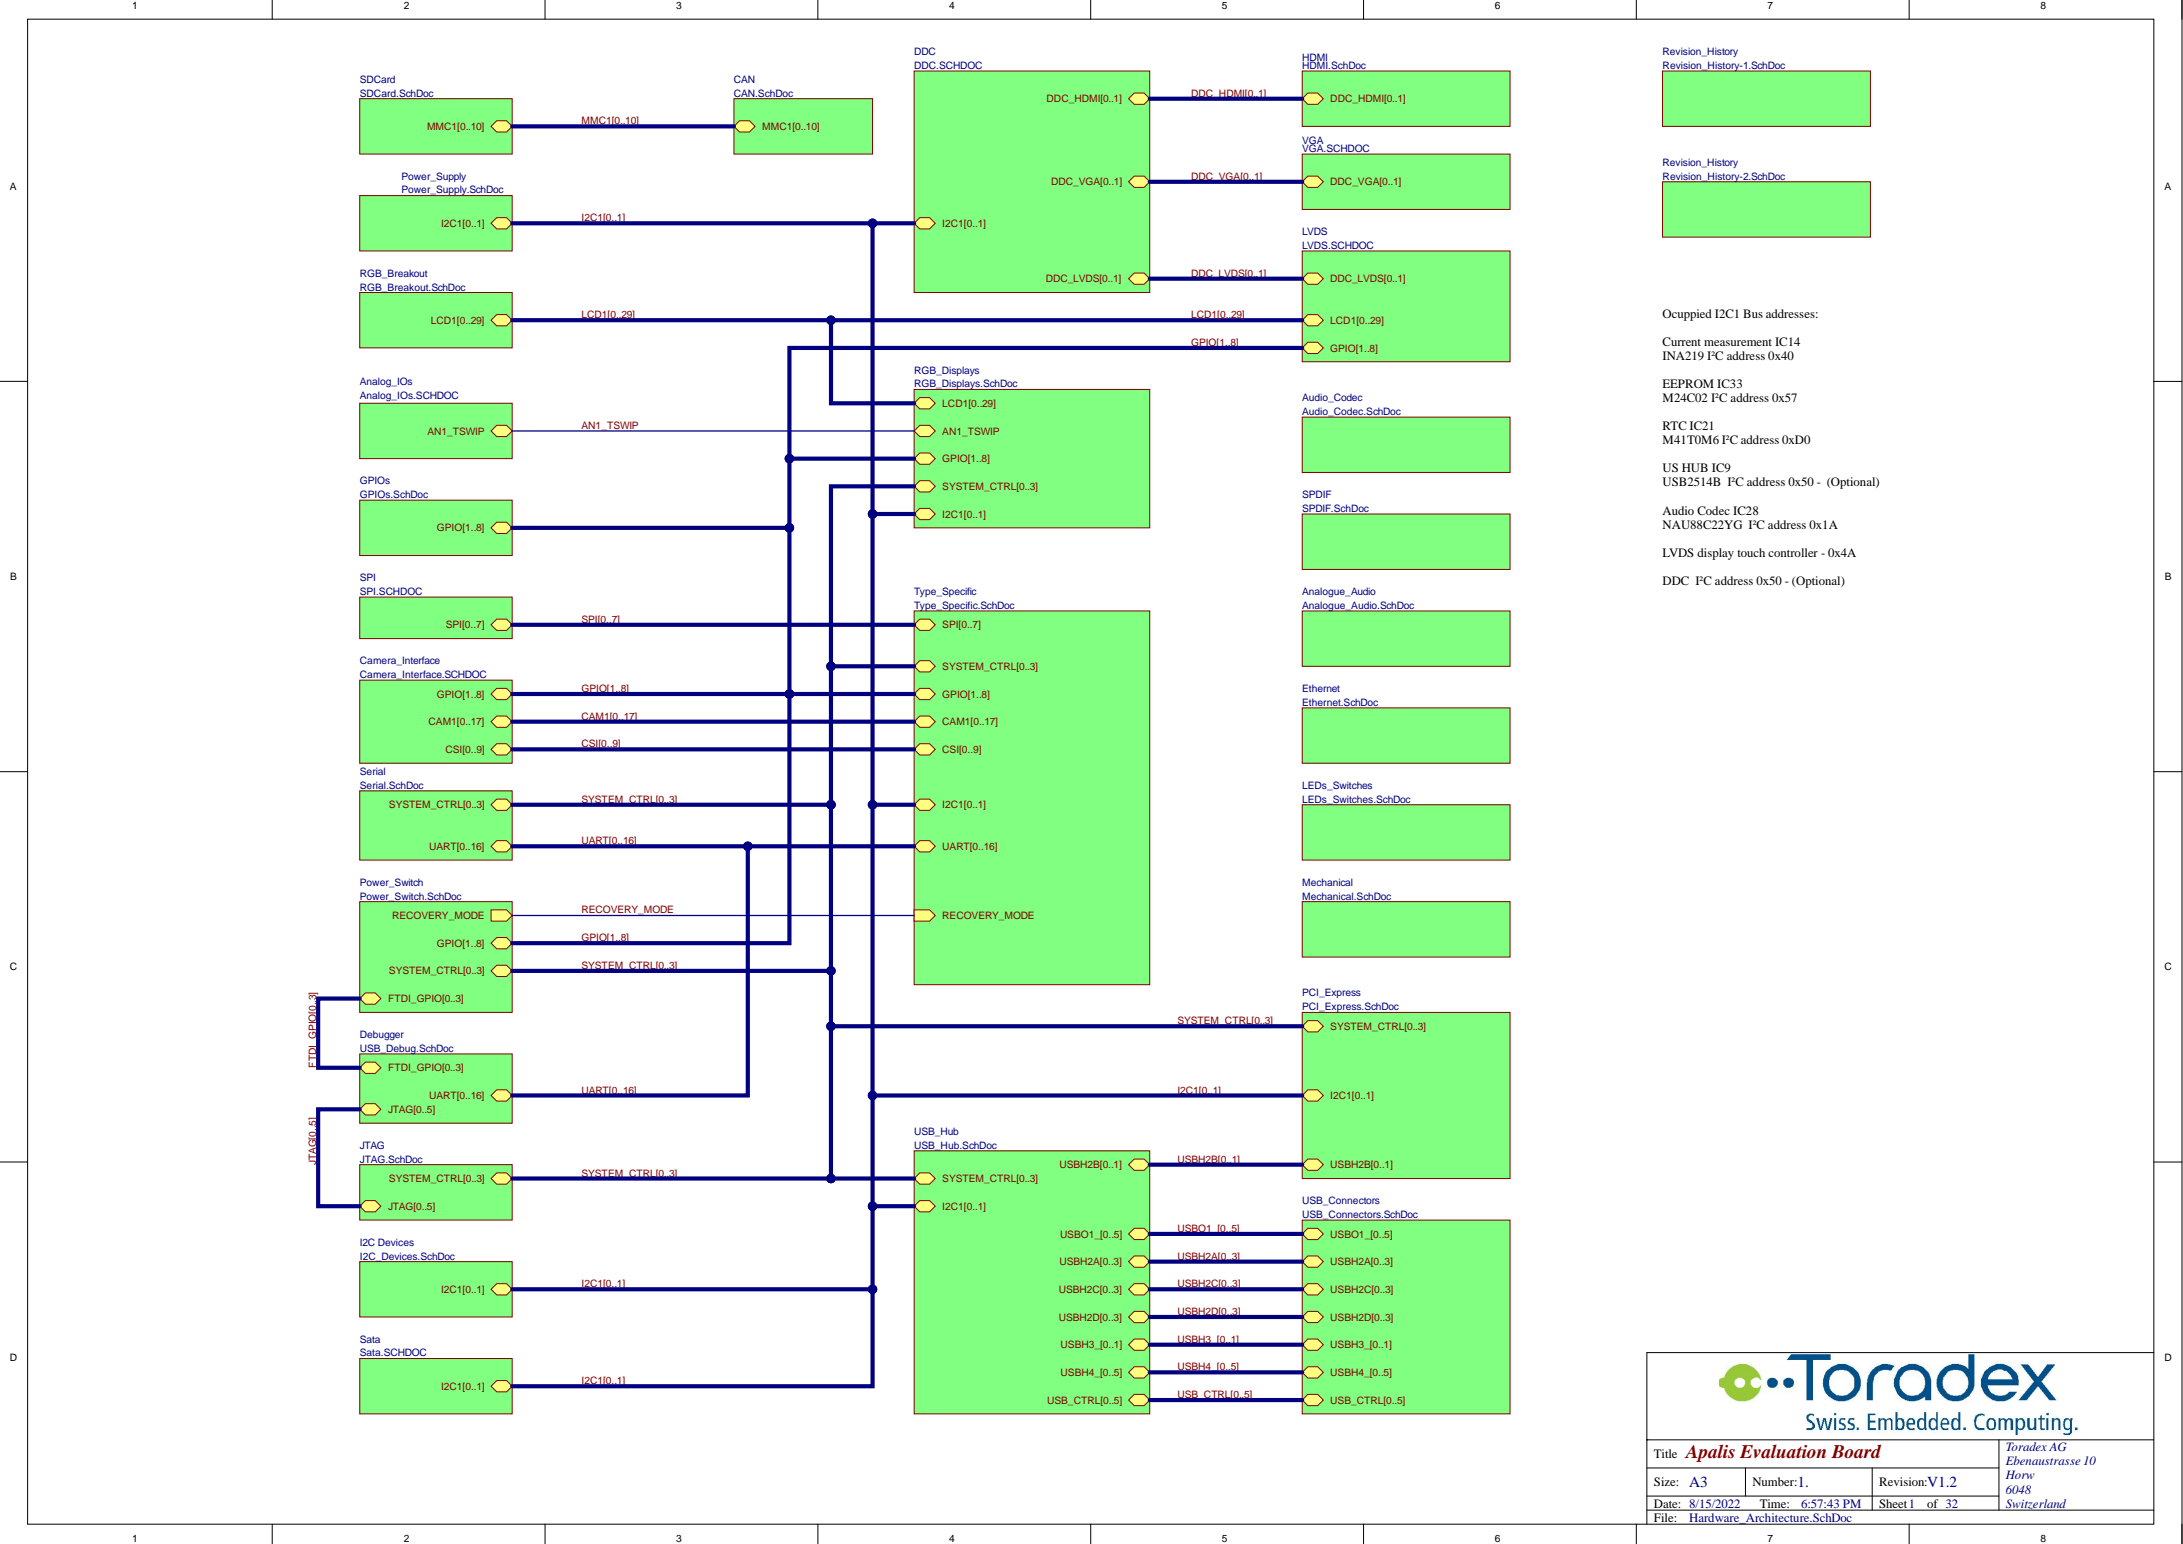 1 2 3 4 5 6 7 8
A
B
C
D
SDCard
SDCard.SchDoc
MMC1[0..10]
MMC1[0..10]
CAN
CAN.SchDoc
MMC1[0..10]
Power_Supply
Power_Supply.SchDoc
I2C1[0..1]
I2C1[0..1]
RGB_Breakout
RGB_Breakout.SchDoc
LCD1[0..29]
LCD1[0..29]
Analog_IOs
Analog_IOs.SCHDOC
AN1_TSWIP
AN1_TSWIP
GPIOs
GPIOs.SchDoc
GPIO[1..8]
SPI
SPI.SCHDOC
SPI[0..7]
SPI[0..7]
Camera_Interface
Camera_Interface.SCHDOC
GPIO[1..8]
GPIO[1..8]
CAM1[0..17]
CAM1[0..17]
CSI[0..9]
CSI[0..9]
Serial
Serial.SchDoc
SYSTEM_CTRL[0..3]
SYSTEM_CTRL[0..3]
UART[0..16]
UART[0..16]
Power_Switch
Power_Switch.SchDoc
RECOVERY_MODE
RECOVERY_MODE
GPIO[1..8]
GPIO[1..8]
SYSTEM_CTRL[0..3]
SYSTEM_CTRL[0..3]
FTDI_GPIO[0..3]
FTDI_GPIO[0..3]
Debugger
USB_Debug.SchDoc
FTDI_GPIO[0..3]
UART[0..16]
UART[0..16]
JTAG[0..5]
JTAG[0..5]
JTAG
JTAG.SchDoc
SYSTEM_CTRL[0..3]
SYSTEM_CTRL[0..3]
JTAG[0..5]
I2C Devices
I2C_Devices.SchDoc
I2C1[0..1]
I2C1[0..1]
Sata
Sata.SCHDOC
I2C1[0..1]
I2C1[0..1]
DDC
DDC.SCHDOC
DDC_HDMI[0..1]
DDC_HDMI[0..1]
DDC_VGA[0..1]
DDC_VGA[0..1]
I2C1[0..1]
DDC_LVDS[0..1]
DDC_LVDS[0..1]
LCD1[0..29]
GPIO[1..8]
RGB_Displays
RGB_Displays.SchDoc
LCD1[0..29]
AN1_TSWIP
GPIO[1..8]
SYSTEM_CTRL[0..3]
I2C1[0..1]
Type_Specific
Type_Specific.SchDoc
SPI[0..7]
SYSTEM_CTRL[0..3]
GPIO[1..8]
CAM1[0..17]
CSI[0..9]
I2C1[0..1]
UART[0..16]
RECOVERY_MODE
SYSTEM_CTRL[0..3]
I2C1[0..1]
USB_Hub
USB_Hub.SchDoc
USBH2B[0..1]
USBH2B[0..1]
SYSTEM_CTRL[0..3]
I2C1[0..1]
USBO1_[0..5]
USBO1_[0..5]
USBH2A[0..3]
USBH2A[0..3]
USBH2C[0..3]
USBH2C[0..3]
USBH2D[0..3]
USBH2D[0..3]
USBH3_[0..1]
USBH3_[0..1]
USBH4_[0..5]
USBH4_[0..5]
USB_CTRL[0..5]
USB_CTRL[0..5]
HDMI
HDMI.SchDoc
DDC_HDMI[0..1]
VGA
VGA.SCHDOC
DDC_VGA[0..1]
LVDS
LVDS.SCHDOC
DDC_LVDS[0..1]
LCD1[0..29]
GPIO[1..8]
Audio_Codec
Audio_Codec.SchDoc
SPDIF
SPDIF.SchDoc
Analogue_Audio
Analogue_Audio.SchDoc
Ethernet
Ethernet.SchDoc
LEDs_Switches
LEDs_Switches.SchDoc
Mechanical
Mechanical.SchDoc
PCI_Express
PCI_Express.SchDoc
SYSTEM_CTRL[0..3]
I2C1[0..1]
USBH2B[0..1]
USB_Connectors
USB_Connectors.SchDoc
USBO1_[0..5]
USBH2A[0..3]
USBH2C[0..3]
USBH2D[0..3]
USBH3_[0..1]
USBH4_[0..5]
USB_CTRL[0..5]
Revision_History
Revision_History-1.SchDoc
Revision_History
Revision_History-2.SchDoc
Ocuppied I2C1 Bus addresses:
Current measurement IC14
INA219 I²C address 0x40
EEPROM IC33
M24C02 I²C address 0x57
RTC IC21
M41T0M6 I²C address 0xD0
US HUB IC9
USB2514B I²C address 0x50 - (Optional)
Audio Codec IC28
NAU88C22YG I²C address 0x1A
LVDS display touch controller - 0x4A
DDC I²C address 0x50 - (Optional)
A
B
C
D
Toradex
Swiss. Embedded. Computing.
Title Apalis Evaluation Board
Size: A3 Number:1. Revision:V1.2
Date: 8/15/2022 Time: 6:57:43 PM Sheet1 of 32
File: Hardware_Architecture.SchDoc
Toradex AG
Ebenaustrasse 10
Horw
6048
Switzerland
1 2 3 4 5 6 7 8